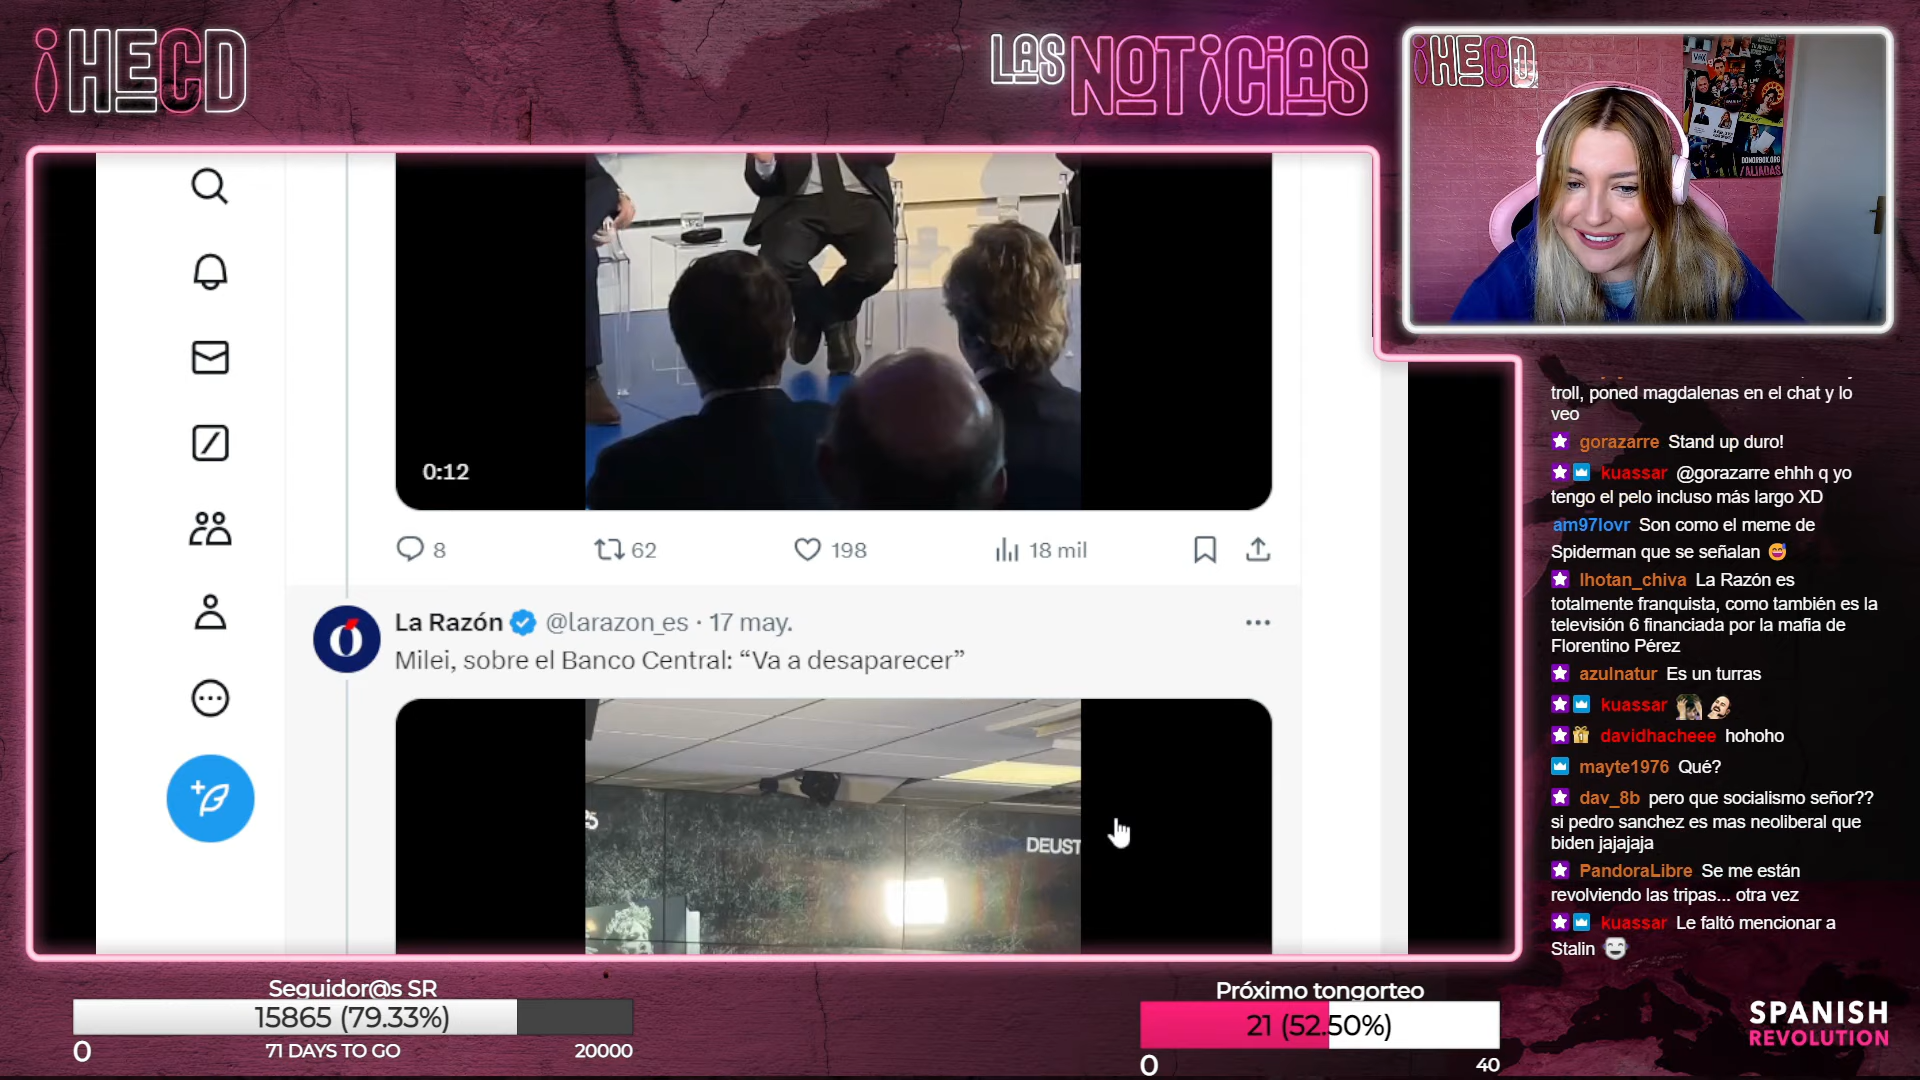 ¡HECD
LAS NOTICIAS
¡HECD
VOX
DONORBOX.ORG
/ALIADAS
0:12
8
62
198
18 mil
La Razón @larazon_es · 17 may.
Milei, sobre el Banco Central: “Va a desaparecer”
DEUST
troll, poned magdalenas en el chat y lo
veo
gorazarre Stand up duro!
kuassar @gorazarre ehhh q yo
tengo el pelo incluso más largo XD
am97lovr Son como el meme de
Spiderman que se señalan
lhotan_chiva La Razón es
totalmente franquista, como también es la
televisión 6 financiada por la mafia de
Florentino Pérez
azulnatur Es un turras
kuassar
davidhacheee hohoho
mayte1976 Qué?
dav_8b pero que socialismo señor??
si pedro sanchez es mas neoliberal que
biden jajajaja
PandoraLibre Se me están
revolviendo las tripas... otra vez
kuassar Le faltó mencionar a
Stalin
Seguidor@s SR
15865 (79.33%)
0
71 DAYS TO GO
20000
Próximo tongorteo
21 (52.50%)
0
40
SPANISH
REVOLUTION